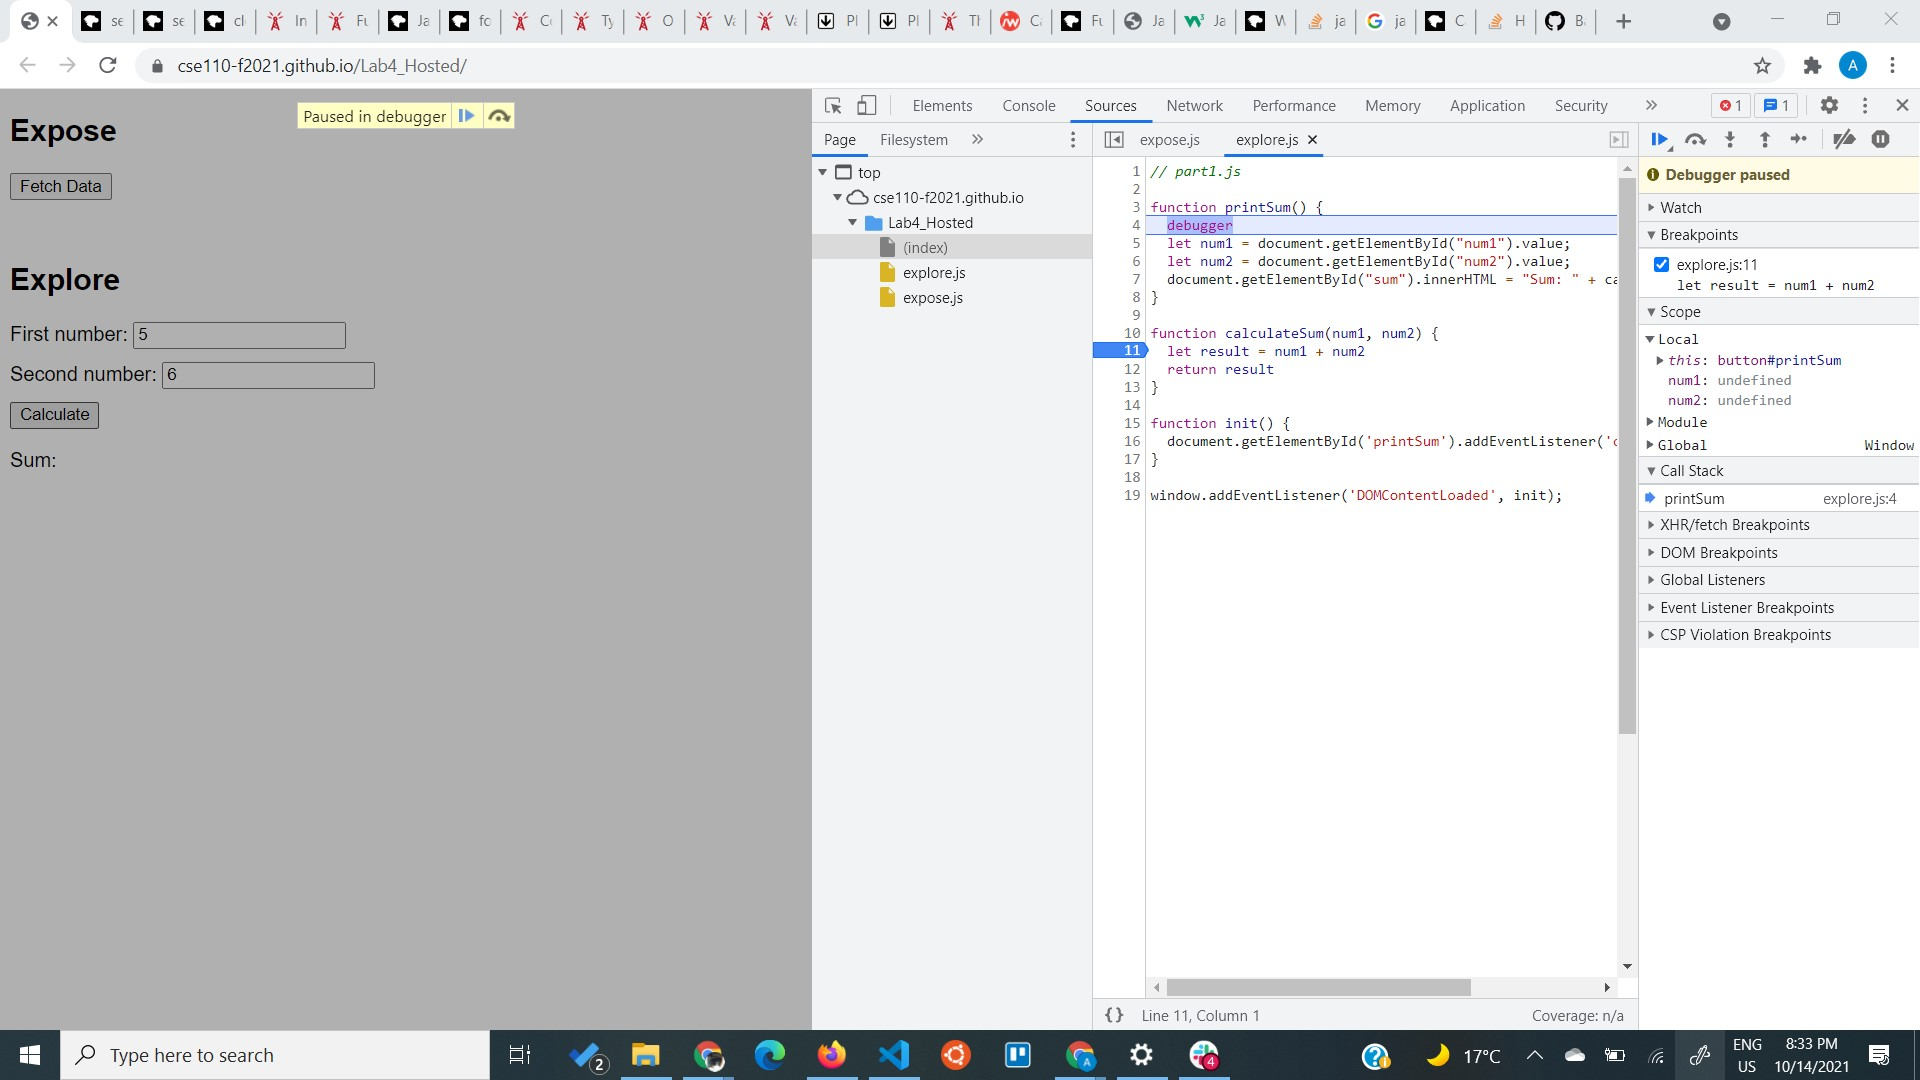 se
se
cl
In
Fu
Ja
fo
Co
Ty
O
Va
Va
Pl
Pl
Th
Ca
Fu
Ja
Ja
W
ja
ja
C
H
B
cse110-f2021.github.io/Lab4_Hosted/
A
Expose
Paused in debugger
Fetch Data
Explore
First number: 5
Second number: 6
Calculate
Sum:
Elements Console Sources Network Performance Memory Application Security » 1 1
Page Filesystem »
top
cse110-f2021.github.io
Lab4_Hosted
(index)
explore.js
expose.js
expose.js explore.js
1 // part1.js
2
3 function printSum() {
4 debugger
5 let num1 = document.getElementById("num1").value;
6 let num2 = document.getElementById("num2").value;
7 document.getElementById("sum").innerHTML = "Sum: " + ca
8 }
9
10 function calculateSum(num1, num2) {
11 let result = num1 + num2
12 return result
13 }
14
15 function init() {
16 document.getElementById('printSum').addEventListener('c
17 }
18
19 window.addEventListener('DOMContentLoaded', init);
{} Line 11, Column 1 Coverage: n/a
Debugger paused
Watch
Breakpoints
explore.js:11
let result = num1 + num2
Scope
Local
this: button#printSum
num1: undefined
num2: undefined
Module
Global Window
Call Stack
printSum explore.js:4
XHR/fetch Breakpoints
DOM Breakpoints
Global Listeners
Event Listener Breakpoints
CSP Violation Breakpoints
Type here to search
2
A
4
17°C
ENG
US
8:33 PM
10/14/2021